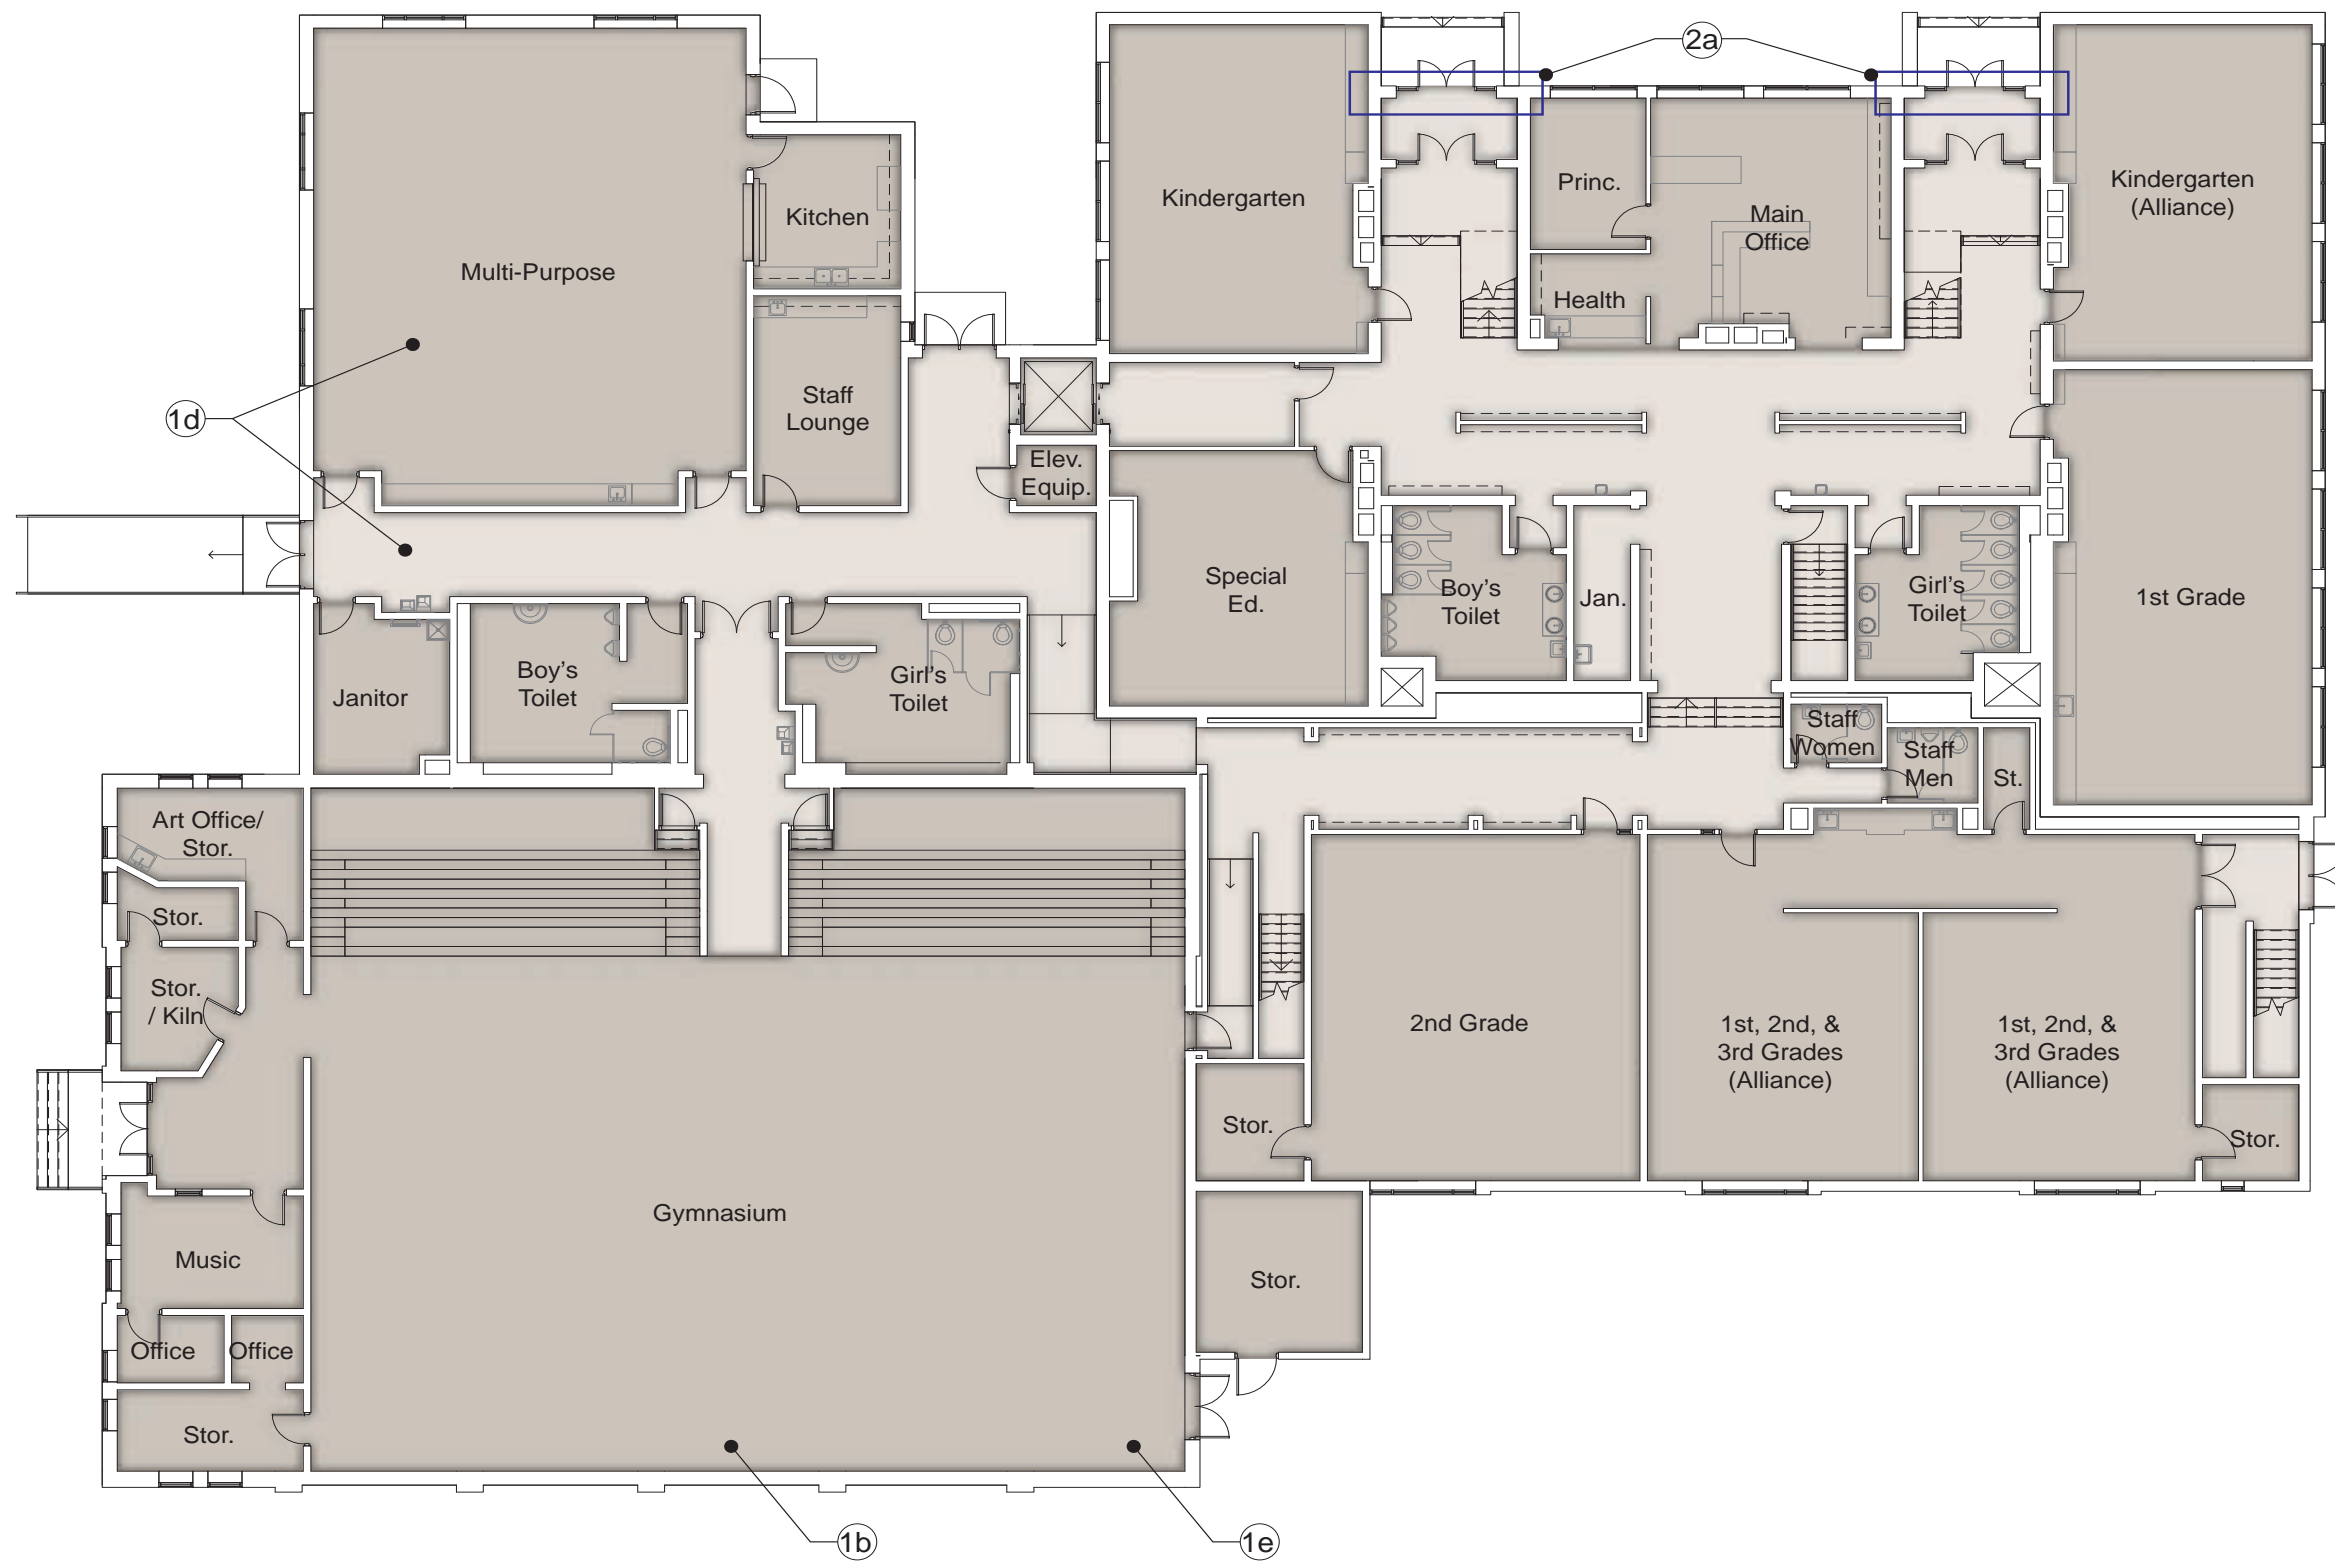 2a
Kindergarten
Princ.
Main
Office
Kindergarten
(Alliance)
Kitchen
Multi-Purpose
Health
Staff
Lounge
1d
Elev.
Equip.
Special
Ed.
Boy's
Toilet
Jan.
Girl's
Toilet
1st Grade
Janitor
Boy's
Toilet
Girl's
Toilet
Staff
Women
Staff
Men
St.
Art Office/
Stor.
Stor.
Stor.
/ Kiln
2nd Grade
1st, 2nd, &
3rd Grades
(Alliance)
1st, 2nd, &
3rd Grades
(Alliance)
Stor.
Stor.
Gymnasium
Music
Stor.
Office
Office
Stor.
1b
1e